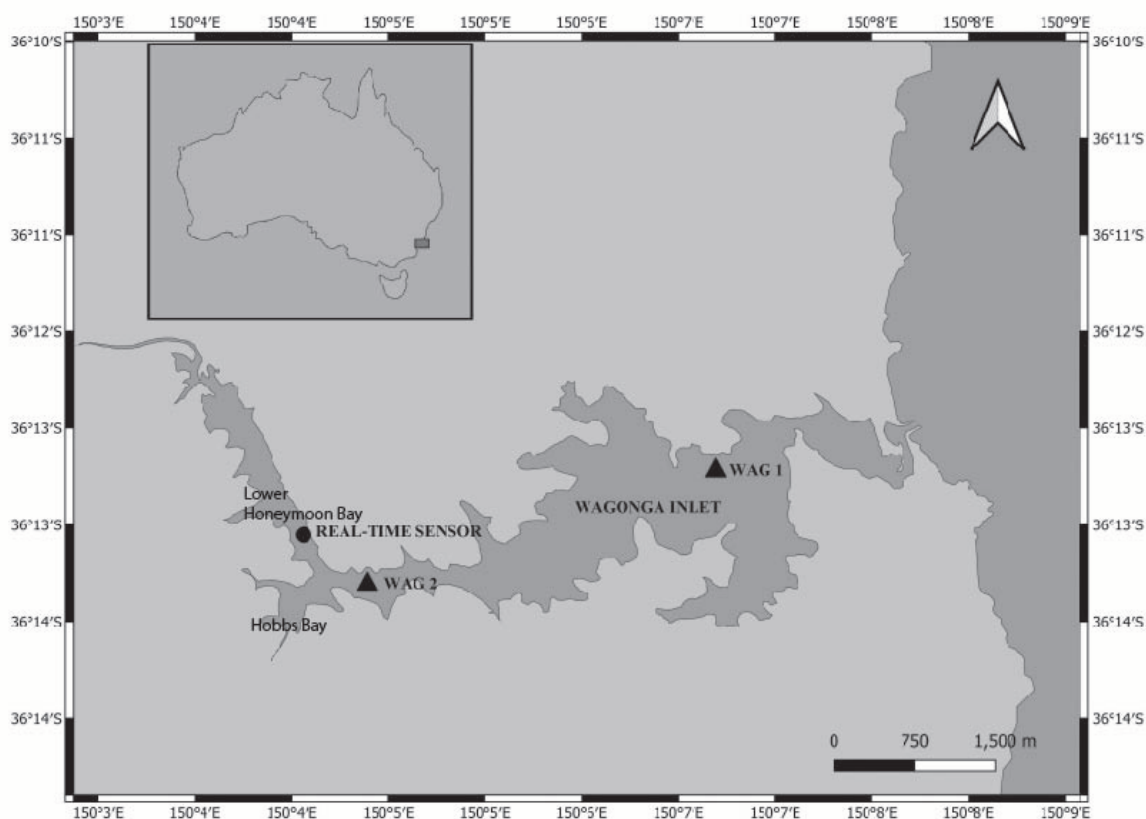 150°3'E 150°4'E 150°4'E 150°5'E 150°5'E 150°7'E 150°7'E 150°8'E 150°8'E 150°9'E
36°10'S 36°10'S
36°11'S 36°11'S
36°11'S 36°11'S
36°12'S 36°12'S
36°13'S 36°13'S
WAG 1
Lower
Honeymoon Bay
WAGONGA INLET
36°13'S 36°13'S
REAL-TIME SENSOR
WAG 2
Hobbs Bay
36°14'S 36°14'S
36°14'S 36°14'S
0 750 1,500 m
150°3'E 150°4'E 150°4'E 150°5'E 150°5'E 150°7'E 150°7'E 150°8'E 150°8'E 150°9'E